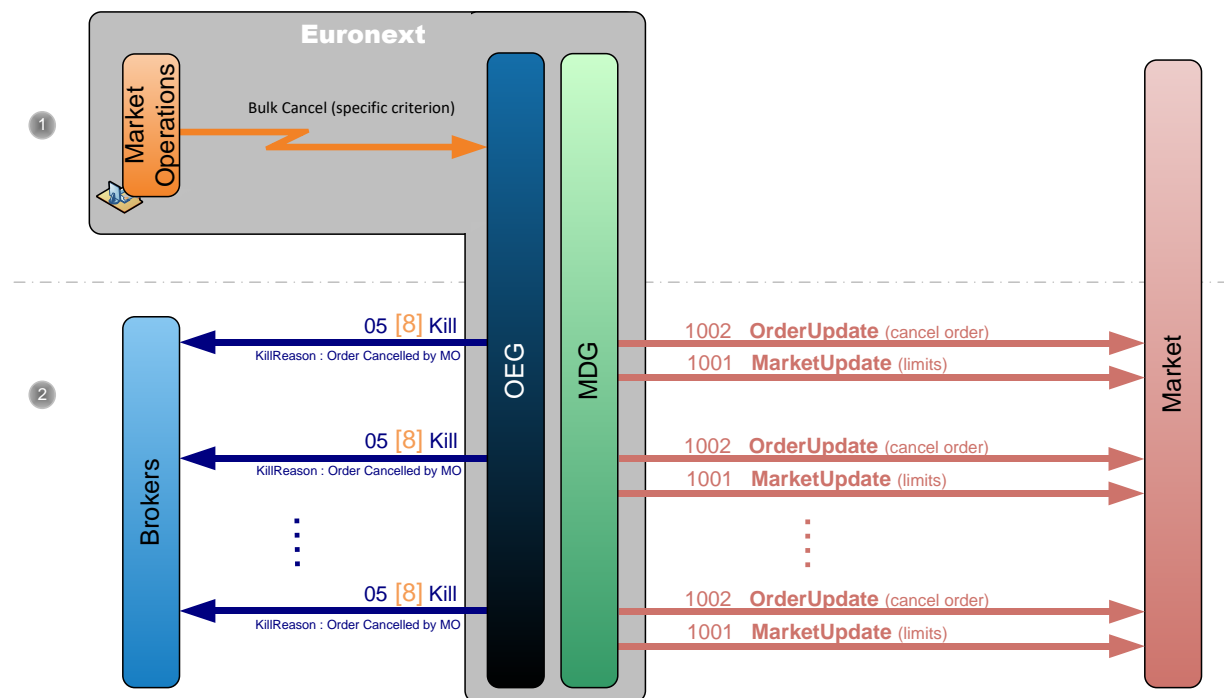 Euronext
1
Market Operations
Bulk Cancel (specific criterion)
OEG
MDG
Market
2
Brokers
05 [8] Kill
KillReason : Order Cancelled by MO
1002 OrderUpdate (cancel order)
1001 MarketUpdate (limits)
05 [8] Kill
KillReason : Order Cancelled by MO
1002 OrderUpdate (cancel order)
1001 MarketUpdate (limits)
05 [8] Kill
KillReason : Order Cancelled by MO
1002 OrderUpdate (cancel order)
1001 MarketUpdate (limits)